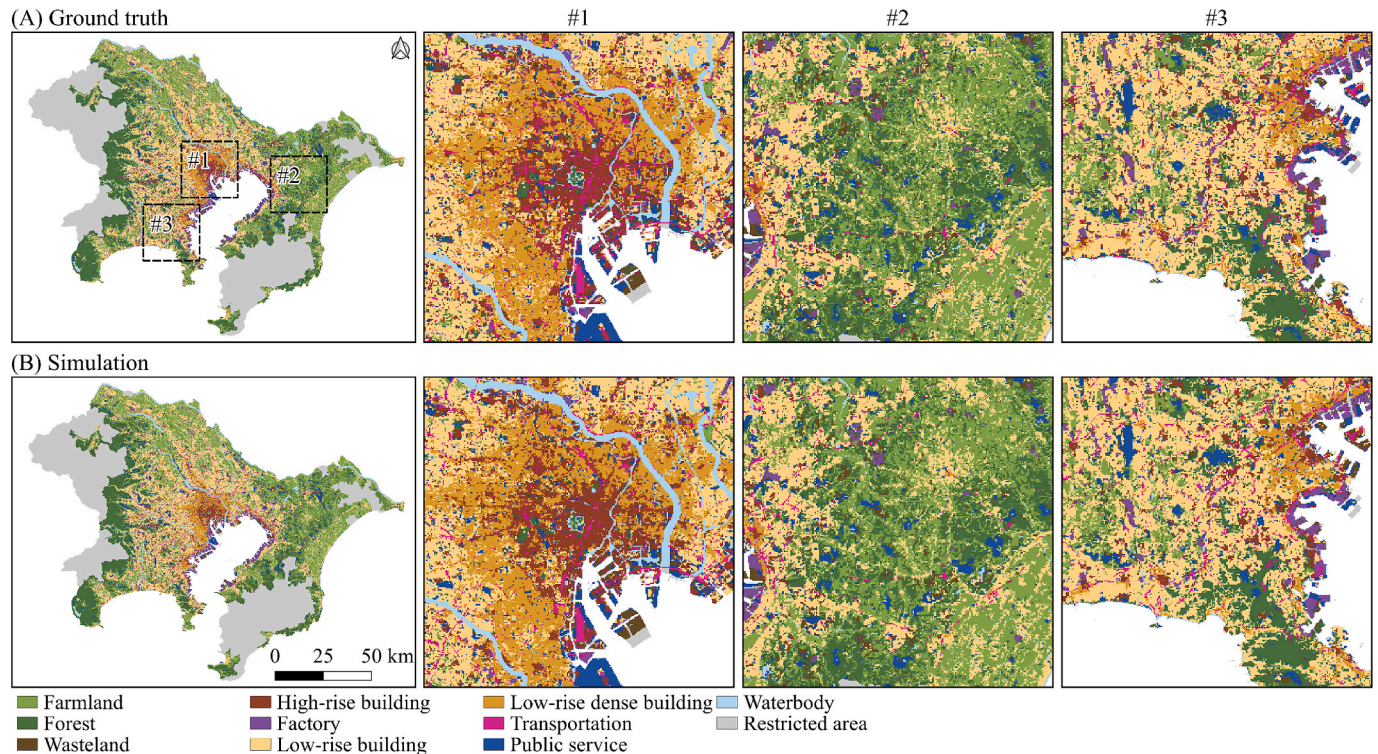 (A) Ground truth
#1
#2
#3
#1
#2
#3
(B) Simulation
0 25 50 km
Farmland
High-rise building
Low-rise dense building
Waterbody
Forest
Factory
Transportation
Restricted area
Wasteland
Low-rise building
Public service